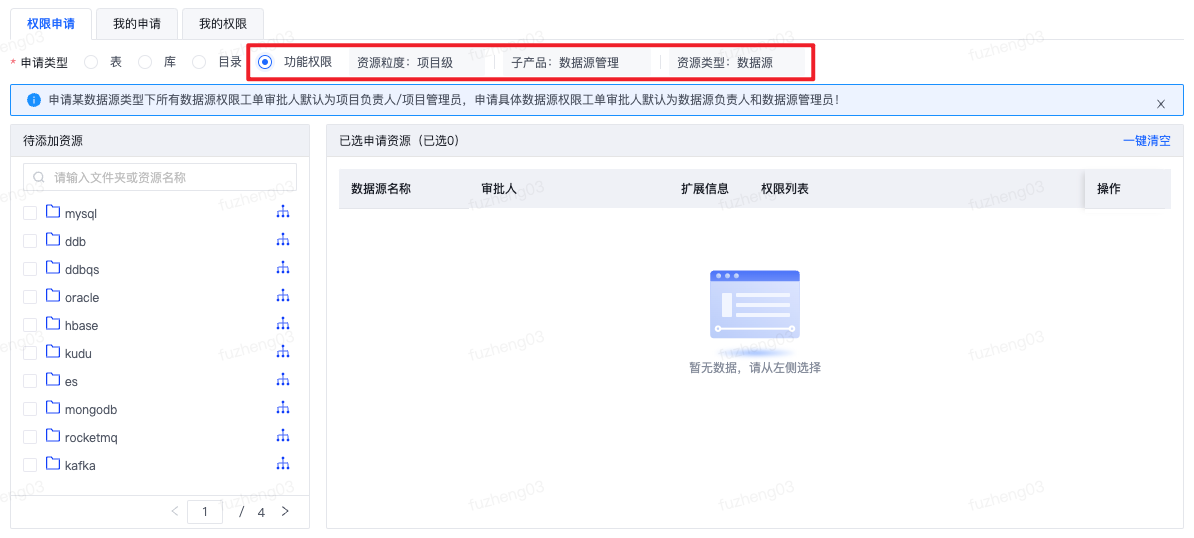 权限申请 我的申请 我的权限
* 申请类型 表 库 目录 功能权限 资源粒度：项目级 子产品：数据源管理 资源类型：数据源
申请某数据源类型下所有数据源权限工单审批人默认为项目负责人/项目管理员，申请具体数据源权限工单审批人默认为数据源负责人和数据源管理员！
待添加资源
请输入文件夹或资源名称
mysql
ddb
ddbqs
oracle
hbase
kudu
es
mongodb
rocketmq
kafka
1 / 4
已选申请资源（已选0） 一键清空
数据源名称 审批人 扩展信息 权限列表 操作
暂无数据，请从左侧选择
fuzheng03